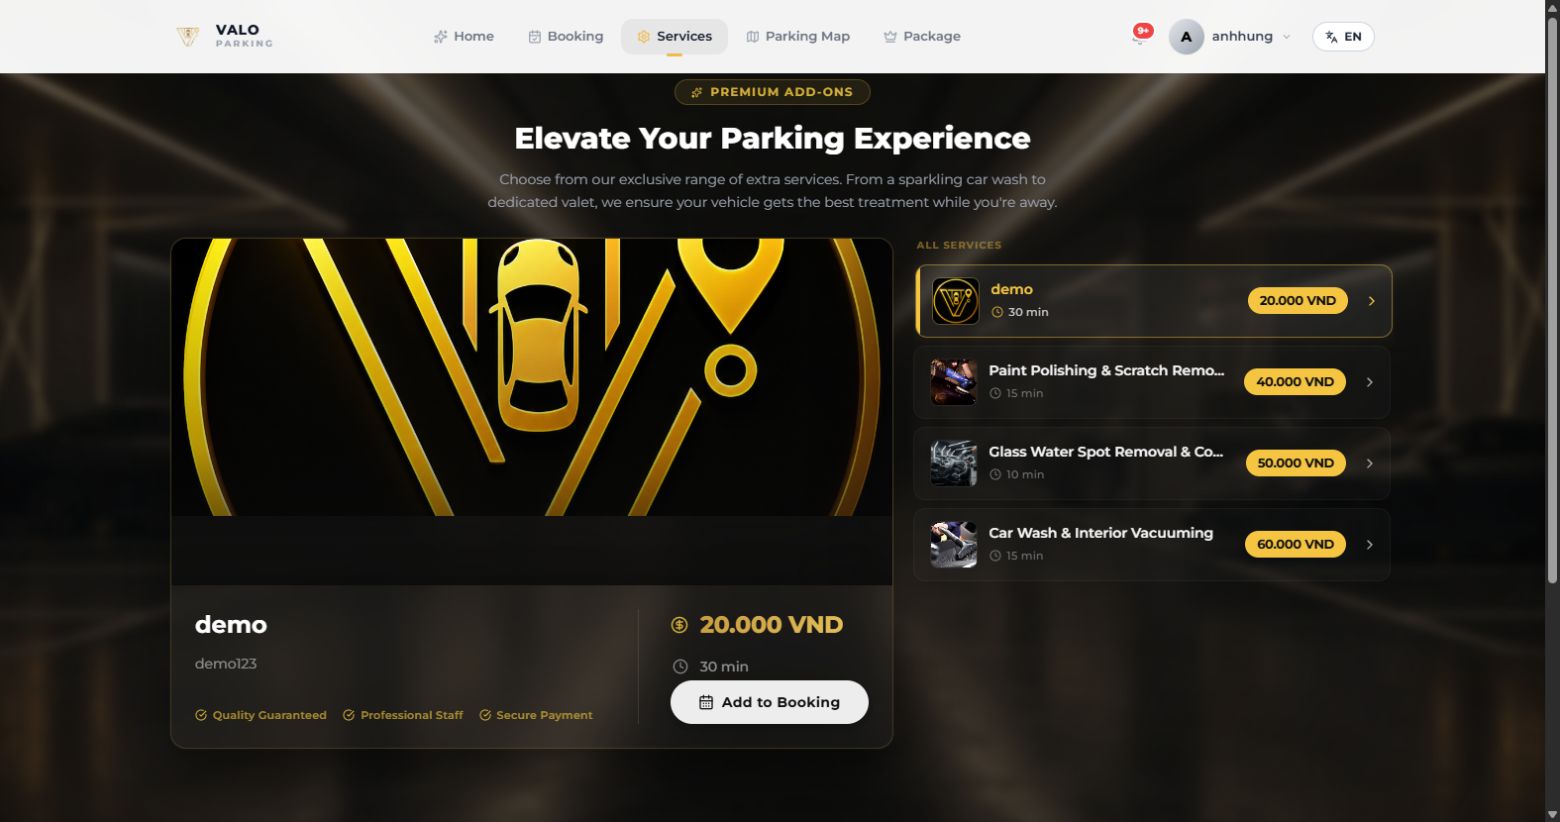 VALO
PARKING
Home
Booking
Services
Parking Map
Package
9+
A
anhhung
EN
PREMIUM ADD-ONS
Elevate Your Parking Experience
Choose from our exclusive range of extra services. From a sparkling car wash to
dedicated valet, we ensure your vehicle gets the best treatment while you're away.
ALL SERVICES
demo
30 min
20.000 VND
Paint Polishing & Scratch Remo...
15 min
40.000 VND
Glass Water Spot Removal & Co...
10 min
50.000 VND
Car Wash & Interior Vacuuming
15 min
60.000 VND
demo
demo123
Quality Guaranteed
Professional Staff
Secure Payment
20.000 VND
30 min
Add to Booking